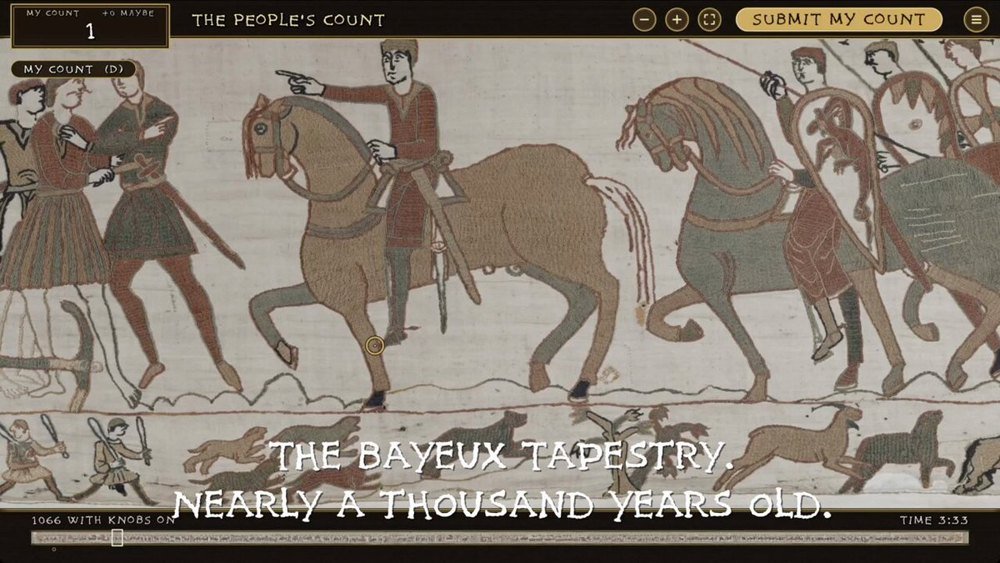 MY COUNT +0 MAYBE
1
THE PEOPLE'S COUNT
SUBMIT MY COUNT
MY COUNT (D)
THE BAYEUX TAPESTRY.
NEARLY A THOUSAND YEARS OLD.
1066 WITH KNOBS ON
TIME 3:33